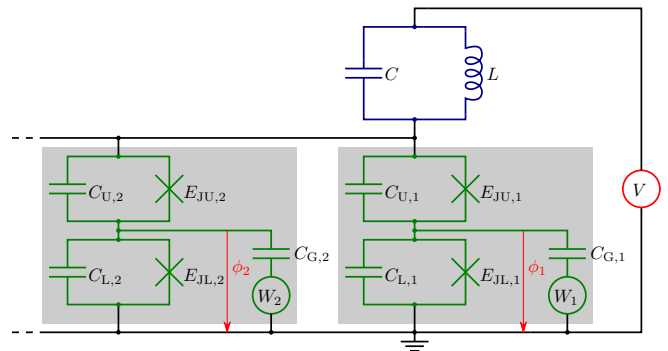 C L
V
C_{U,2} E_{JU,2} C_{U,1} E_{JU,1}
C_{G,2} C_{G,1}
C_{L,2} E_{JL,2} ϕ_2 C_{L,1} E_{JL,1} ϕ_1
W_2 W_1